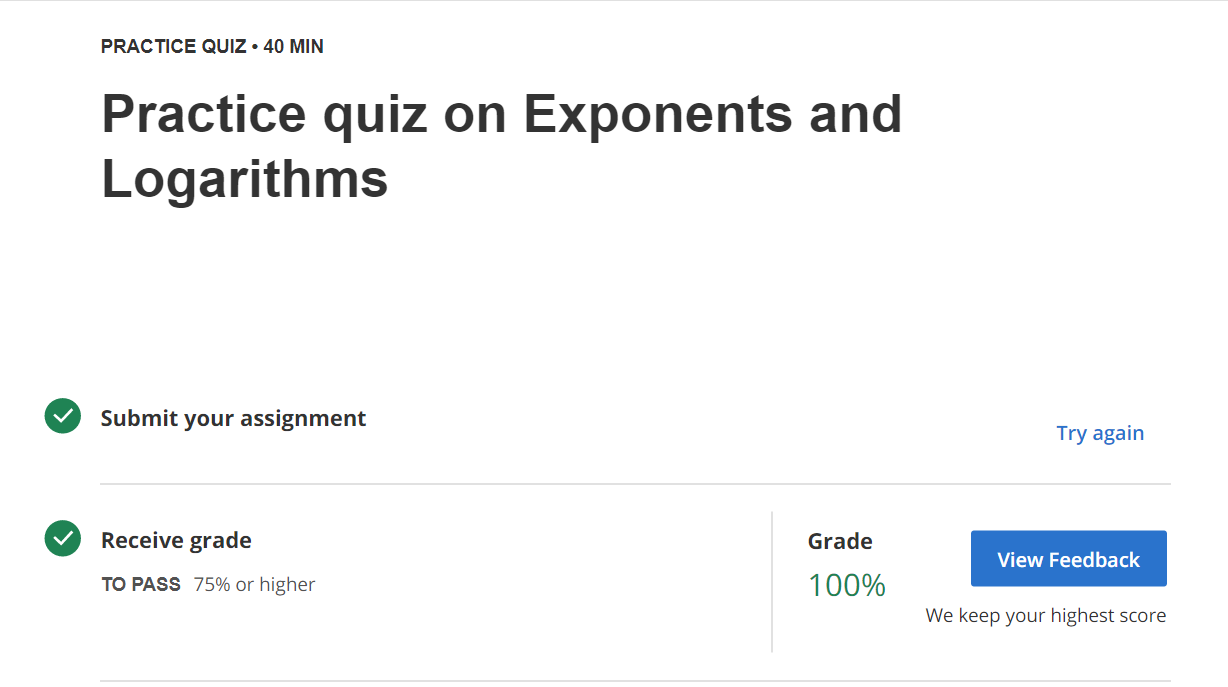 PRACTICE QUIZ • 40 MIN
Practice quiz on Exponents and
Logarithms
Submit your assignment
Try again
Receive grade
TO PASS 75% or higher
Grade
100%
View Feedback
We keep your highest score